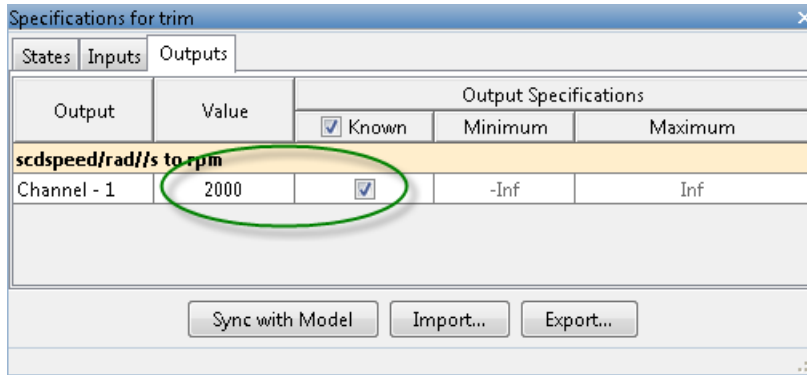 Specifications for trim
States Inputs Outputs
Output Value Output Specifications
Known Minimum Maximum
scdspeed/rad//s to rpm
Channel - 1 2000 -Inf Inf
Sync with Model Import... Export...